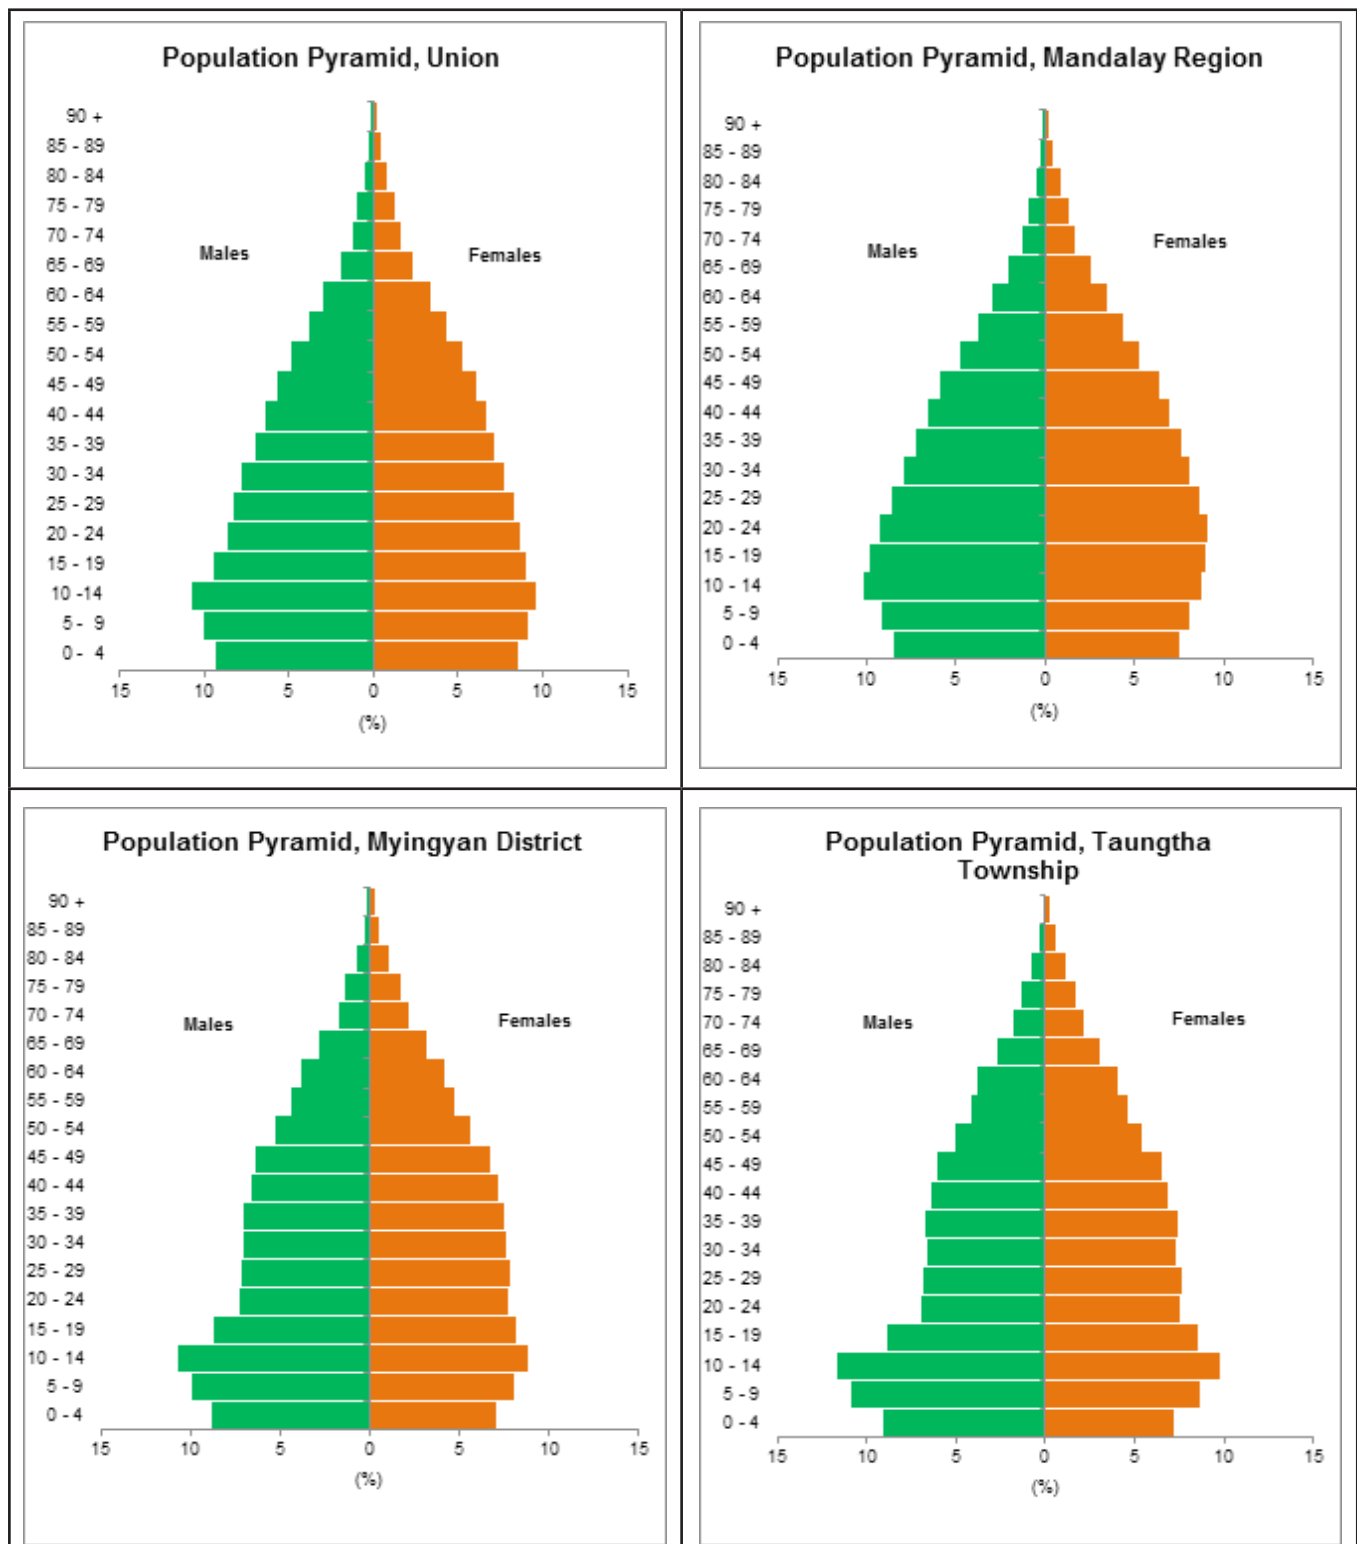 Population Pyramid, Union
90 +
85 - 89
80 - 84
75 - 79
70 - 74
65 - 69
60 - 64
55 - 59
50 - 54
45 - 49
40 - 44
35 - 39
30 - 34
25 - 29
20 - 24
15 - 19
10 -14
5 - 9
0 - 4
Males
Females
15 10 5 0 5 10 15
(%)
Population Pyramid, Mandalay Region
90 +
85 - 89
80 - 84
75 - 79
70 - 74
65 - 69
60 - 64
55 - 59
50 - 54
45 - 49
40 - 44
35 - 39
30 - 34
25 - 29
20 - 24
15 - 19
10 - 14
5 - 9
0 - 4
Males
Females
15 10 5 0 5 10 15
(%)
Population Pyramid, Myingyan District
90 +
85 - 89
80 - 84
75 - 79
70 - 74
65 - 69
60 - 64
55 - 59
50 - 54
45 - 49
40 - 44
35 - 39
30 - 34
25 - 29
20 - 24
15 - 19
10 - 14
5 - 9
0 - 4
Males
Females
15 10 5 0 5 10 15
(%)
Population Pyramid, Taungtha
Township
90 +
85 - 89
80 - 84
75 - 79
70 - 74
65 - 69
60 - 64
55 - 59
50 - 54
45 - 49
40 - 44
35 - 39
30 - 34
25 - 29
20 - 24
15 - 19
10 - 14
5 - 9
0 - 4
Males
Females
15 10 5 0 5 10 15
(%)